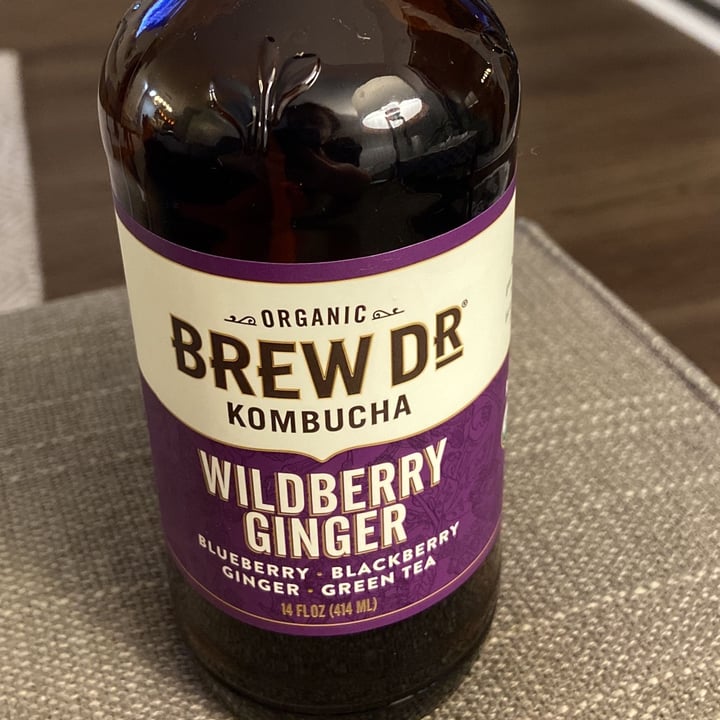 ORGANIC
BREW DR®
KOMBUCHA
WILDBERRY
GINGER
BLUEBERRY · BLACKBERRY
GINGER · GREEN TEA
14 FL OZ (414 ML)